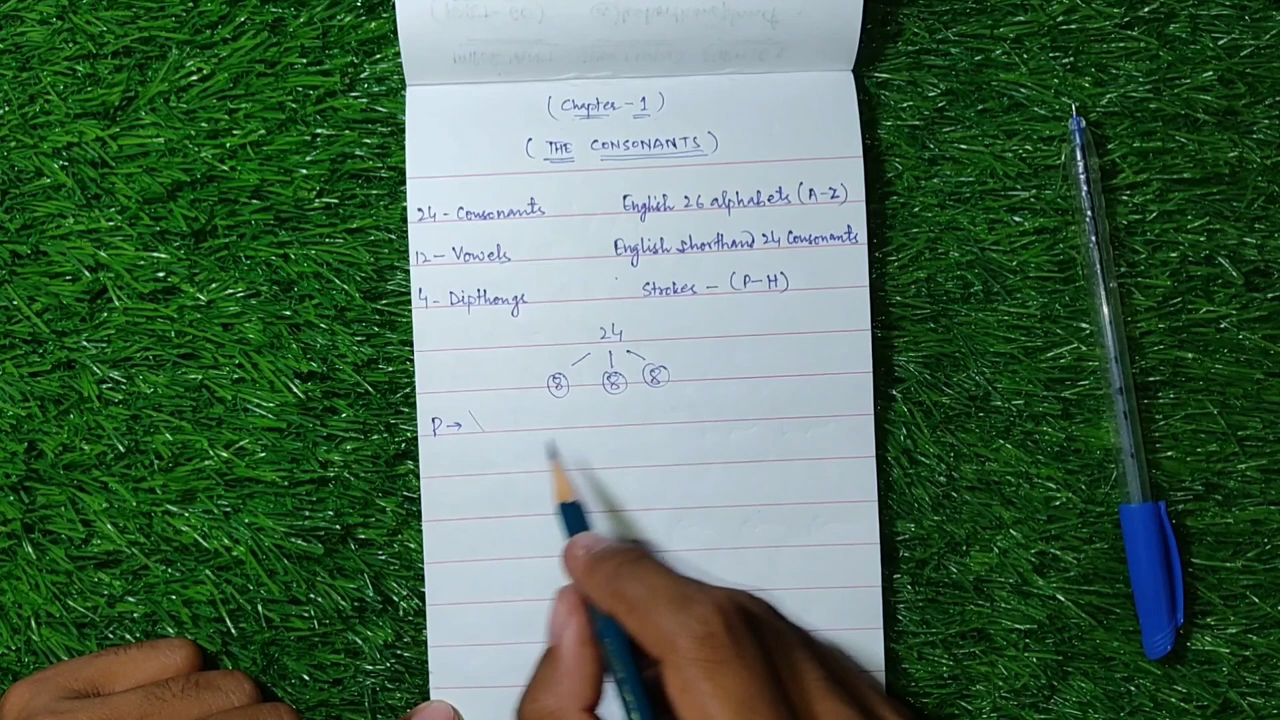 (Chapter-1)
(THE CONSONANTS)
24-Consonants English 26 alphabets (A-Z)
12-Vowels English shorthand 24 Consonants
4-Dipthongs Strokes - (P-H)
24
8 8 8
P→ \